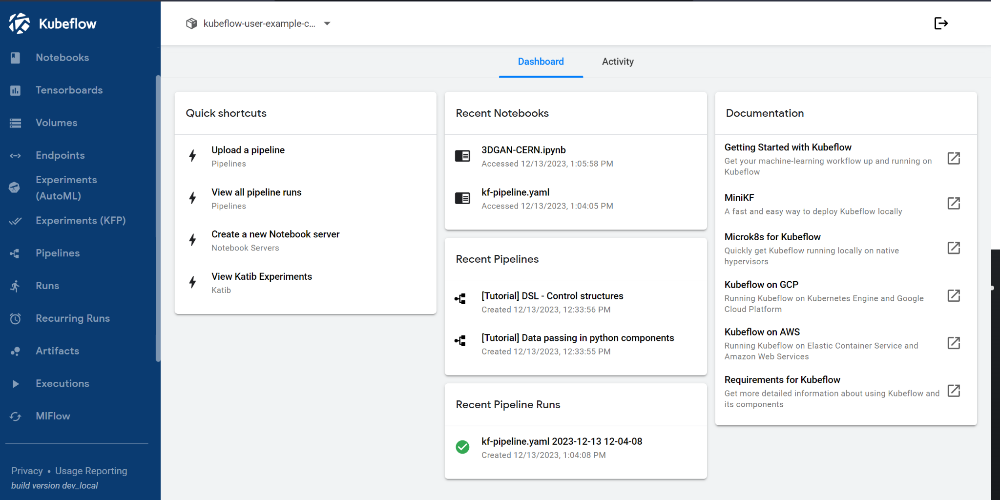 Kubeflow
Notebooks
Tensorboards
Volumes
Endpoints
Experiments
(AutoML)
Experiments (KFP)
Pipelines
Runs
Recurring Runs
Artifacts
Executions
MlFlow
Privacy • Usage Reporting
build version dev_local
kubeflow-user-example-c...
Dashboard
Activity
Quick shortcuts
Upload a pipeline
Pipelines
View all pipeline runs
Pipelines
Create a new Notebook server
Notebook Servers
View Katib Experiments
Katib
Recent Notebooks
3DGAN-CERN.ipynb
Accessed 12/13/2023, 1:05:58 PM
kf-pipeline.yaml
Accessed 12/13/2023, 1:04:05 PM
Recent Pipelines
[Tutorial] DSL - Control structures
Created 12/13/2023, 12:33:56 PM
[Tutorial] Data passing in python components
Created 12/13/2023, 12:33:55 PM
Recent Pipeline Runs
kf-pipeline.yaml 2023-12-13 12-04-08
Created 12/13/2023, 1:04:08 PM
Documentation
Getting Started with Kubeflow
Get your machine-learning workflow up and running on
Kubeflow
MiniKF
A fast and easy way to deploy Kubeflow locally
Microk8s for Kubeflow
Quickly get Kubeflow running locally on native
hypervisors
Kubeflow on GCP
Running Kubeflow on Kubernetes Engine and Google
Cloud Platform
Kubeflow on AWS
Running Kubeflow on Elastic Container Service and
Amazon Web Services
Requirements for Kubeflow
Get more detailed information about using Kubeflow and
its components